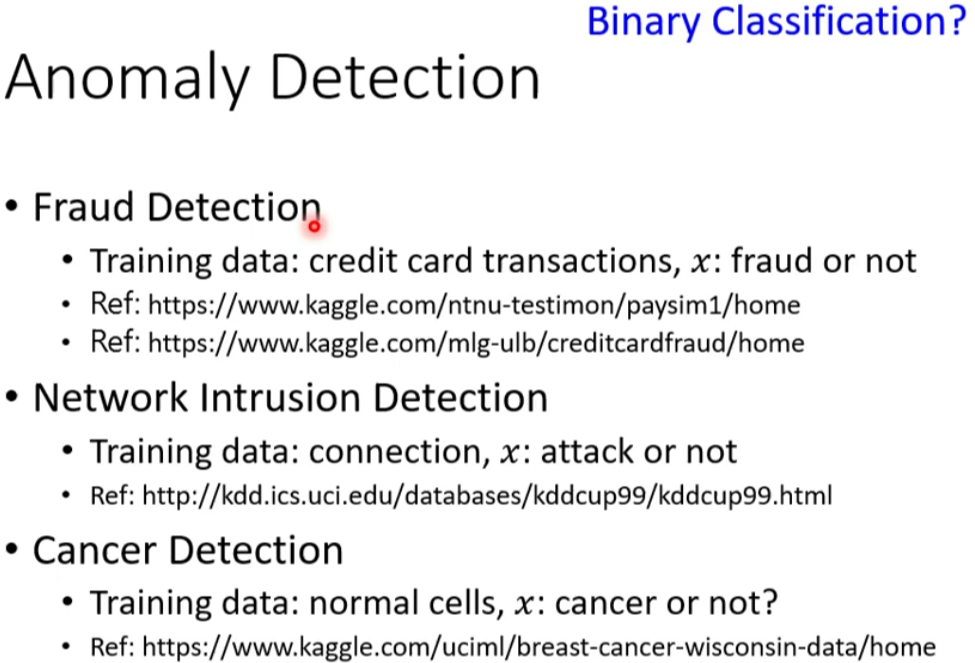 Binary Classification?
Anomaly Detection
• Fraud Detection
• Training data: credit card transactions, 𝑥: fraud or not
• Ref: https://www.kaggle.com/ntnu-testimon/paysim1/home
• Ref: https://www.kaggle.com/mlg-ulb/creditcardfraud/home
• Network Intrusion Detection
• Training data: connection, 𝑥: attack or not
• Ref: http://kdd.ics.uci.edu/databases/kddcup99/kddcup99.html
• Cancer Detection
• Training data: normal cells, 𝑥: cancer or not?
• Ref: https://www.kaggle.com/uciml/breast-cancer-wisconsin-data/home